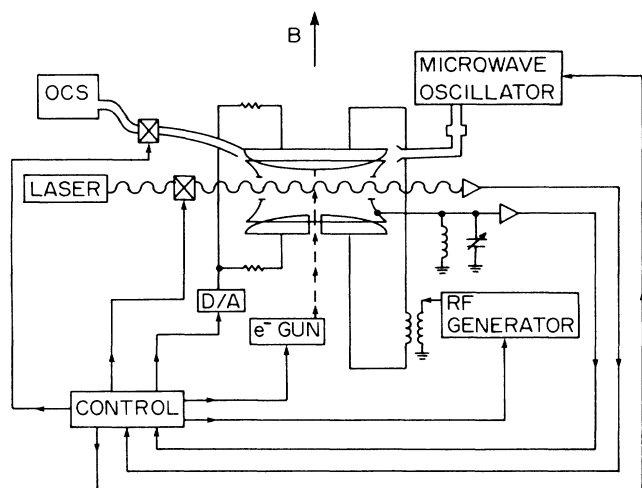 B
OCS
MICROWAVE
OSCILLATOR
LASER
D/A
e⁻ GUN
RF
GENERATOR
CONTROL